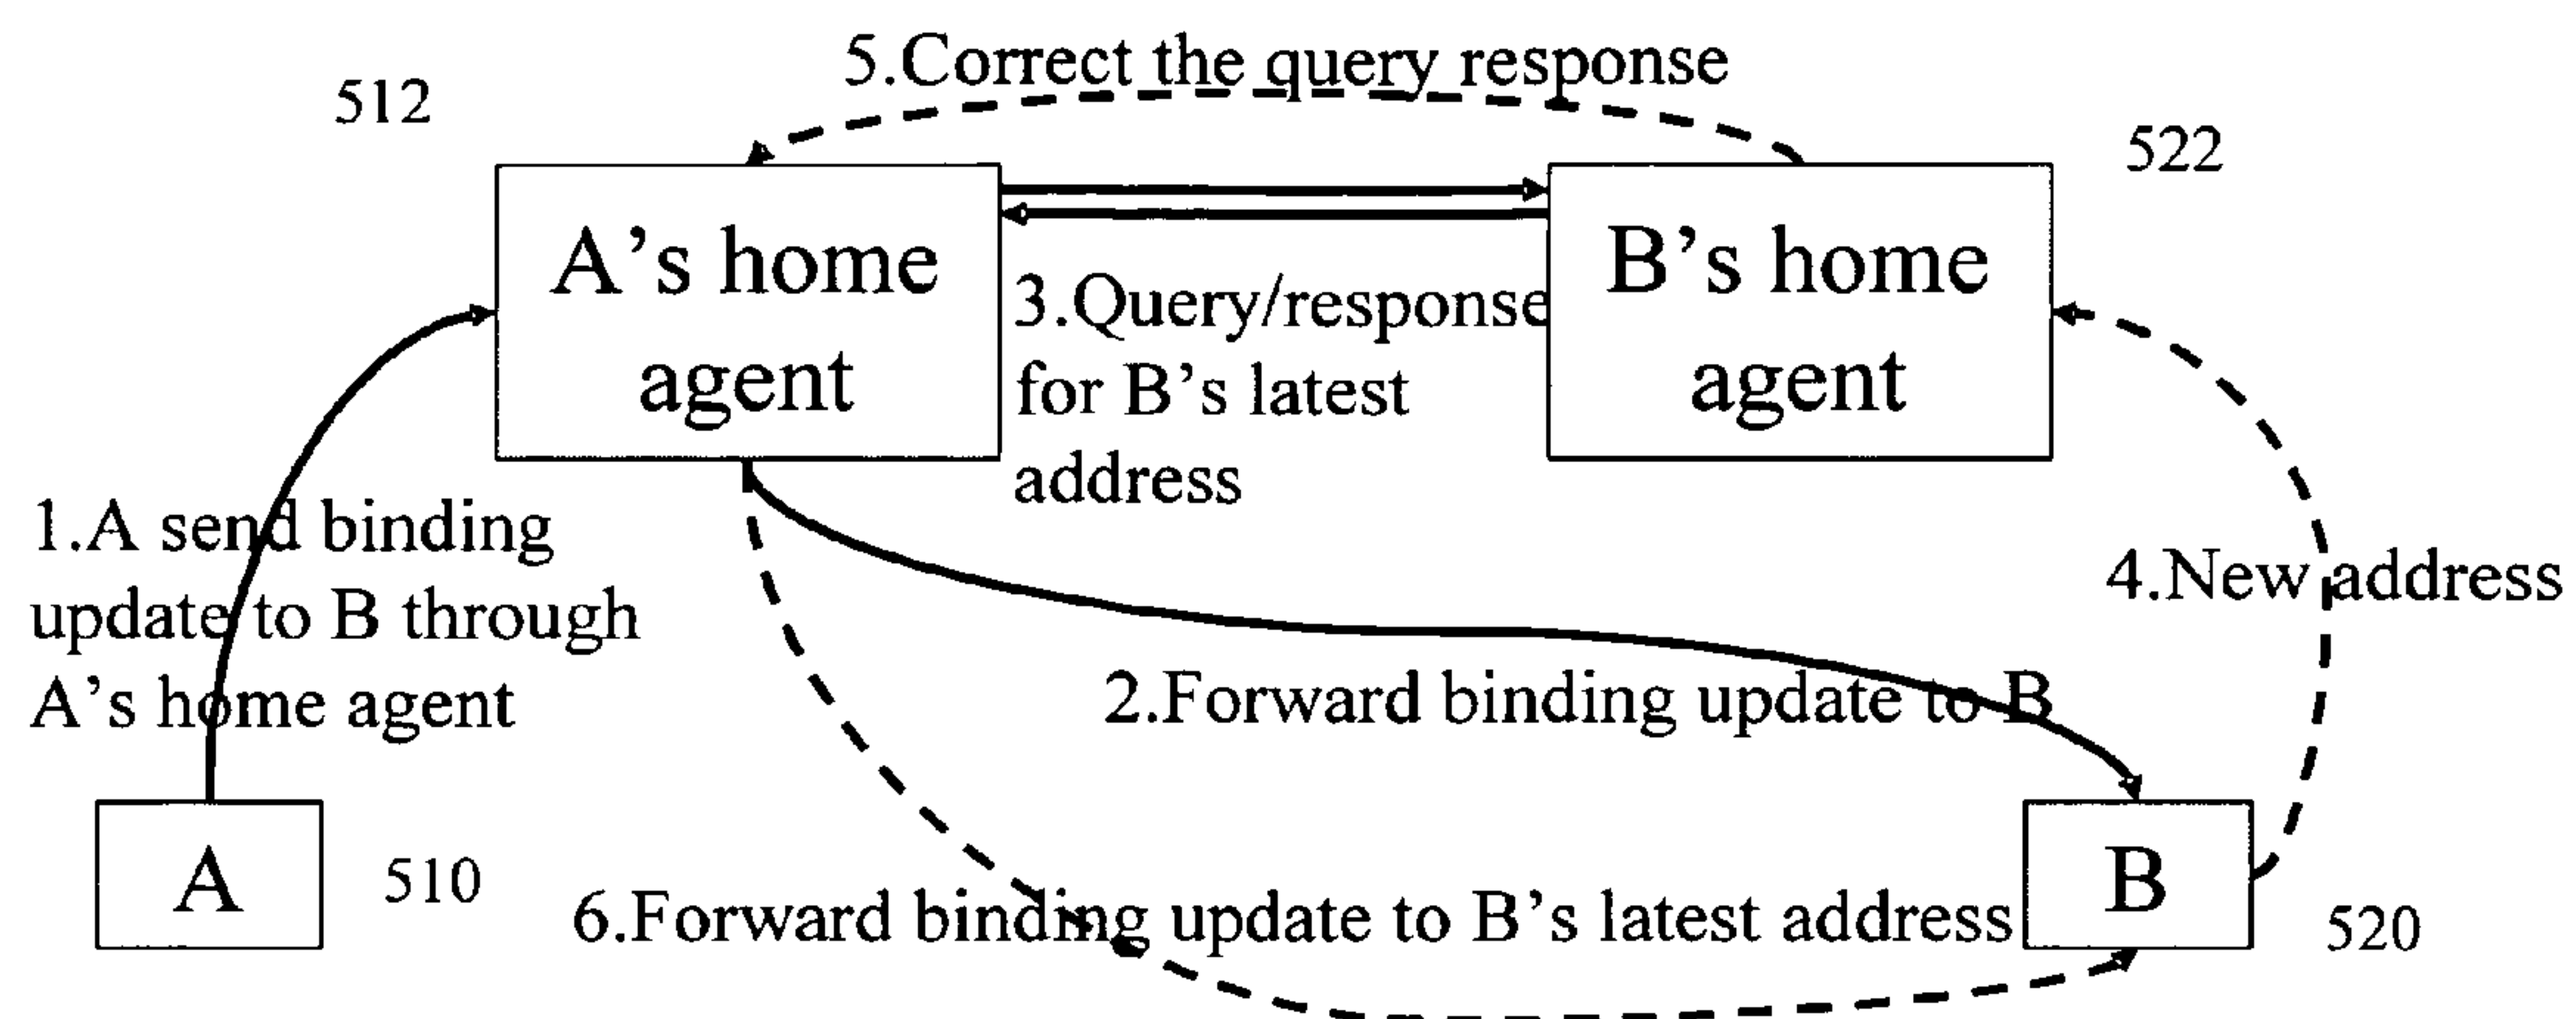 5.Correct the query response
512
522
A's home
agent
B's home
agent
3.Query/response
for B's latest
address
1.A send binding
update to B through
A's home agent
4.New address
2.Forward binding update to B
A
510
6.Forward binding update to B's latest address
B
520